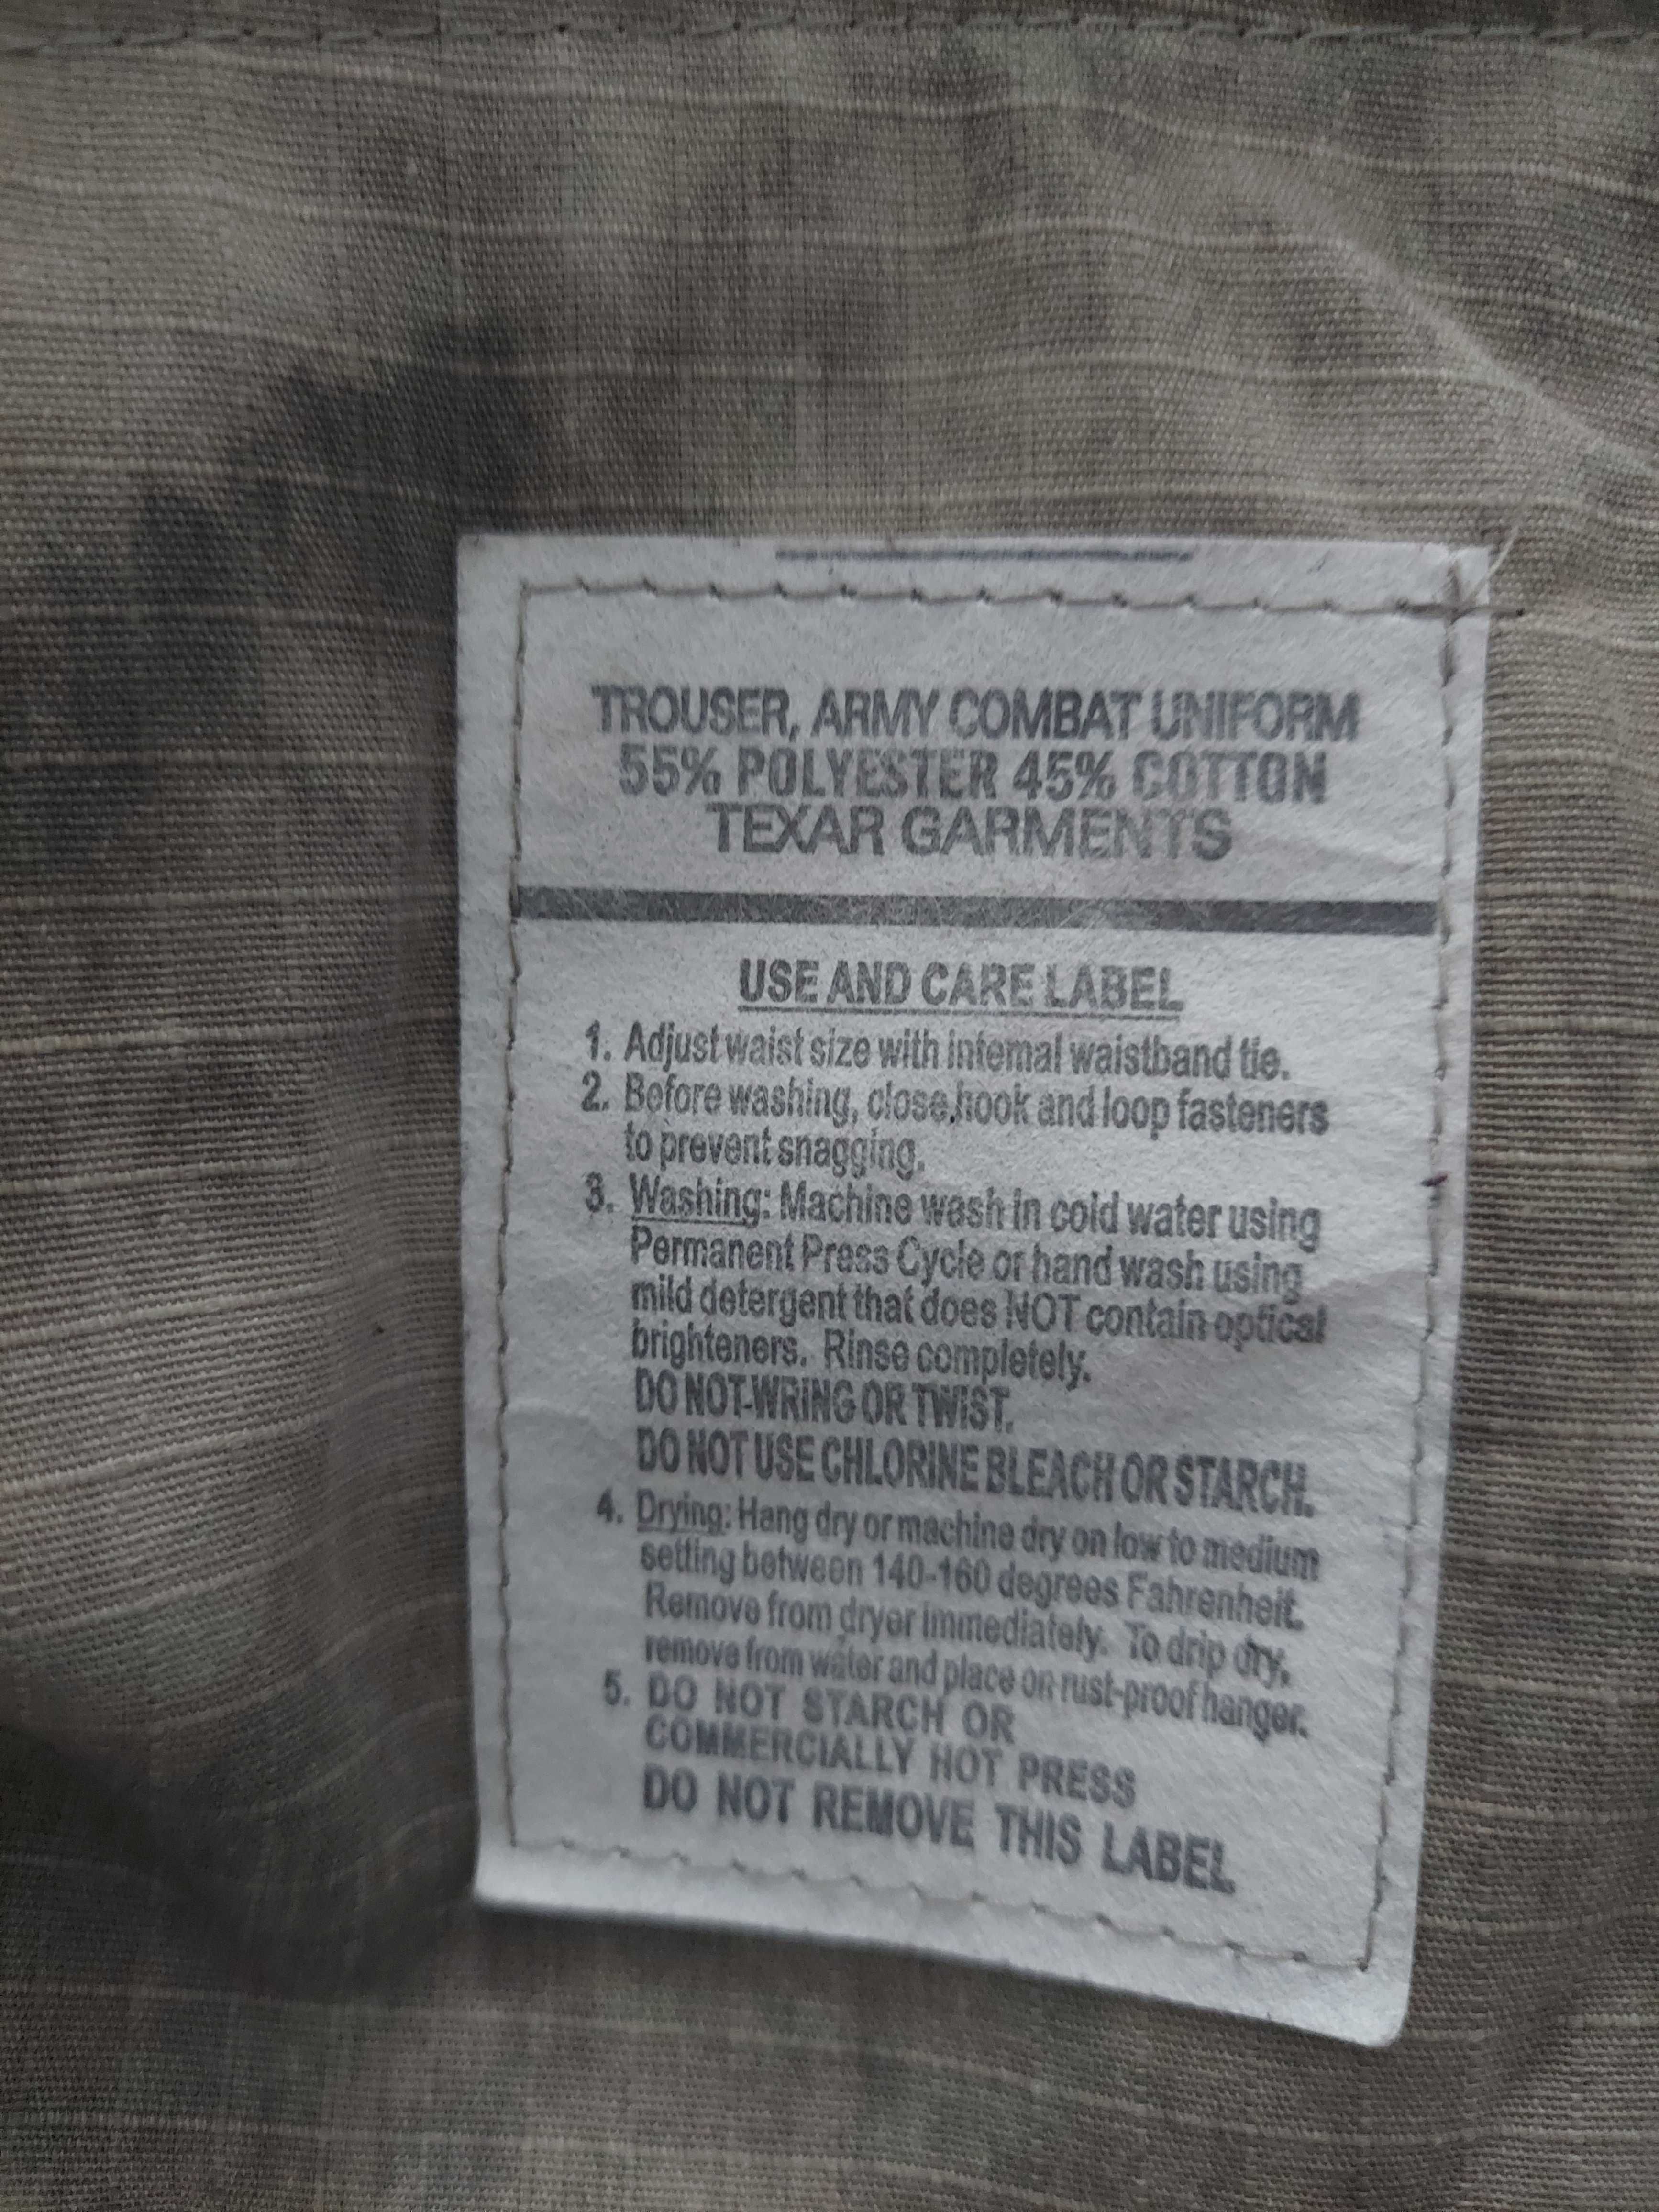 TROUSER, ARMY COMBAT UNIFORM
55% POLYESTER 45% COTTON
TEXAR GARMENTS
USE AND CARE LABEL
1. Adjust waist size with internal waistband tie.
2. Before washing, close hook and loop fasteners
to prevent snagging.
3. Washing: Machine wash in cold water using
Permanent Press Cycle or hand wash using
mild detergent that does NOT contain optical
brighteners. Rinse completely.
DO NOT WRING OR TWIST.
DO NOT USE CHLORINE BLEACH OR STARCH.
4. Drying: Hang dry or machine dry on low to medium
setting between 140-160 degrees Fahrenheit.
Remove from dryer immediately. To drip dry,
remove from water and place on rust-proof hanger.
5. DO NOT STARCH OR
COMMERCIALLY HOT PRESS
DO NOT REMOVE THIS LABEL